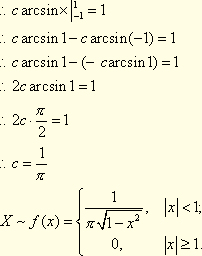 ∴ c arcsin× |¹₋₁ = 1
∴ c arcsin 1 − c arcsin(−1) = 1
∴ c arcsin 1 − (− c arcsin 1) = 1
∴ 2c arcsin 1 = 1
∴ 2c · π/2 = 1
∴ c = 1/π
X ~ f(x) = { 1/(π√(1−x²)), |x| < 1;
0, |x| ≥ 1.